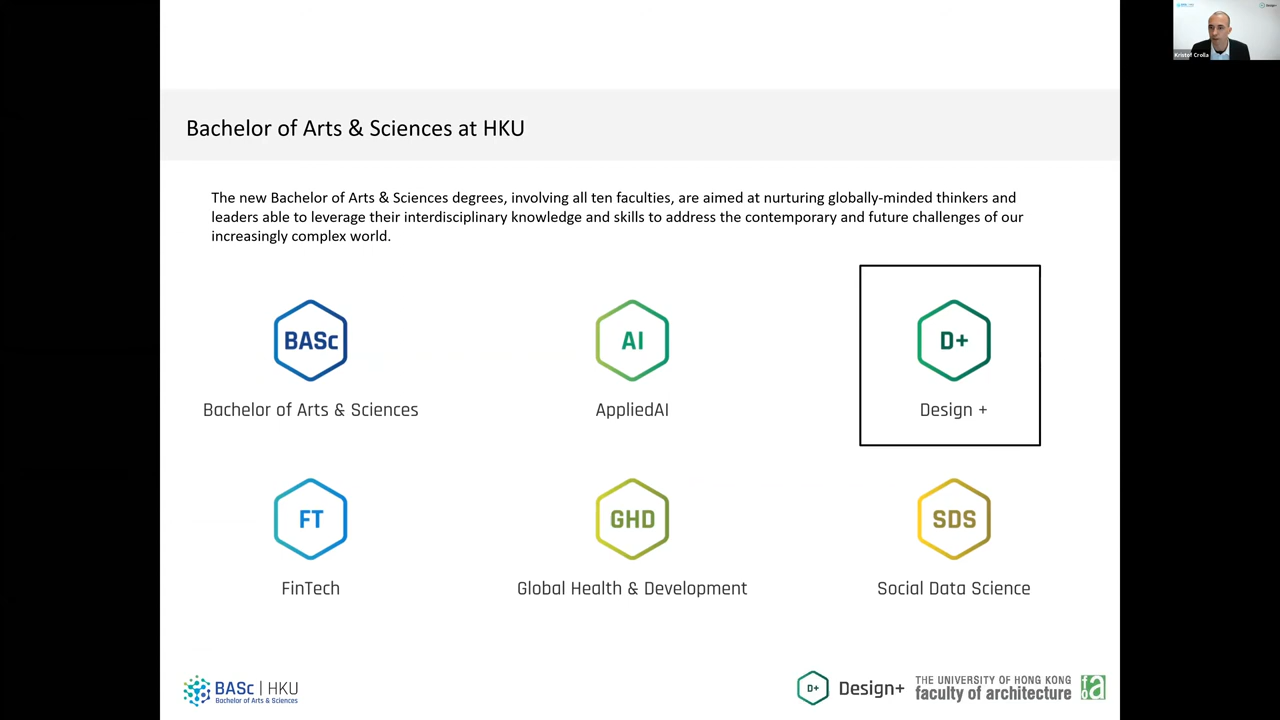 Kristof Crolla
Bachelor of Arts & Sciences at HKU
The new Bachelor of Arts & Sciences degrees, involving all ten faculties, are aimed at nurturing globally-minded thinkers and
leaders able to leverage their interdisciplinary knowledge and skills to address the contemporary and future challenges of our
increasingly complex world.
BASc
AI
D+
Bachelor of Arts & Sciences
AppliedAI
Design +
FT
GHD
SDS
FinTech
Global Health & Development
Social Data Science
BASc | HKU
Bachelor of Arts & Sciences
D+
Design+
THE UNIVERSITY OF HONG KONG
faculty of architecture
fa